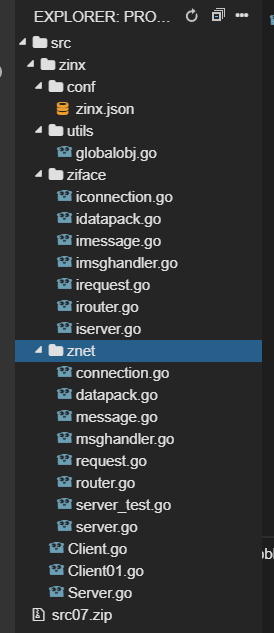 EXPLORER: PRO...
src
zinx
conf
zinx.json
utils
globalobj.go
ziface
iconnection.go
idatapack.go
imessage.go
imsghandler.go
irequest.go
irouter.go
iserver.go
znet
connection.go
datapack.go
message.go
msghandler.go
request.go
router.go
server_test.go
server.go
Client.go
Client01.go
Server.go
src07.zip